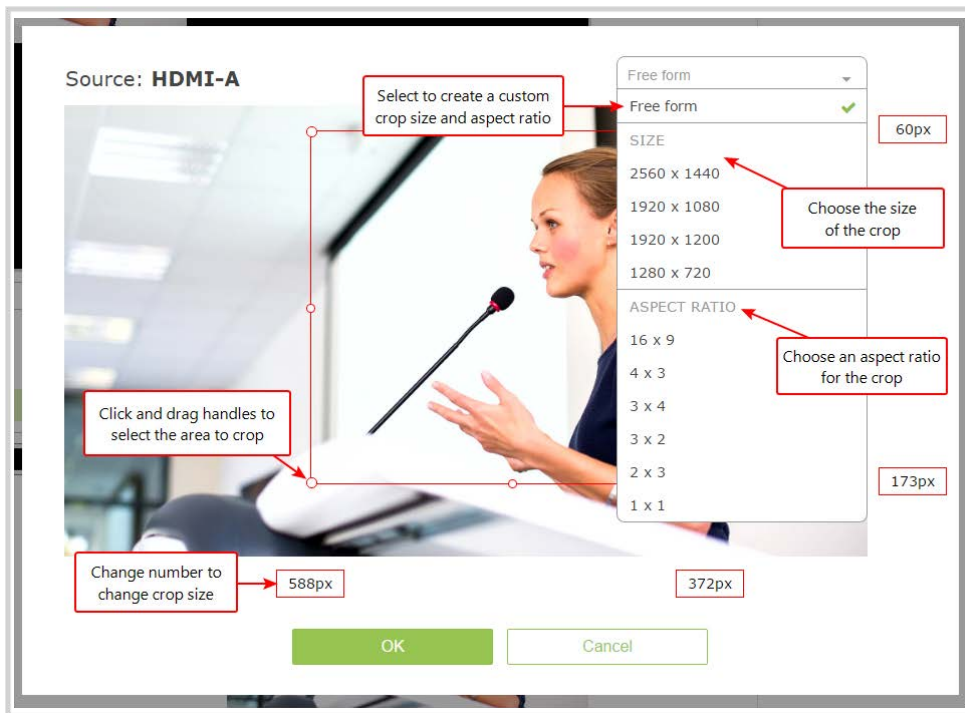 Source: HDMI-A
Free form
Select to create a custom
crop size and aspect ratio
Free form
60px
SIZE
2560 x 1440
1920 x 1080
1920 x 1200
1280 x 720
Choose the size
of the crop
ASPECT RATIO
16 x 9
4 x 3
3 x 4
3 x 2
2 x 3
1 x 1
Choose an aspect ratio
for the crop
Click and drag handles to
select the area to crop
173px
Change number to
change crop size
588px
372px
OK
Cancel